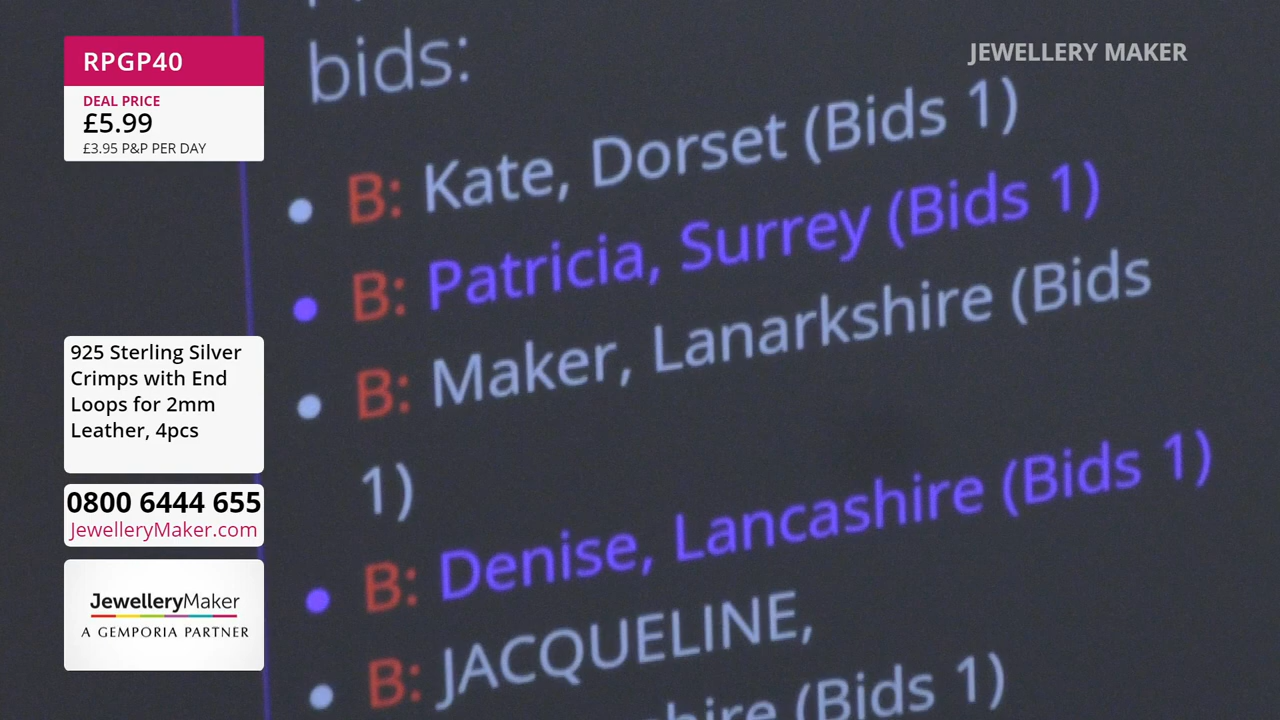 RPGP40
DEAL PRICE
£5.99
£3.95 P&P PER DAY
925 Sterling Silver
Crimps with End
Loops for 2mm
Leather, 4pcs
0800 6444 655
JewelleryMaker.com
JewelleryMaker
A GEMPORIA PARTNER
JEWELLERY MAKER
bids:
• B: Kate, Dorset (Bids 1)
• B: Patricia, Surrey (Bids 1)
• B: Maker, Lanarkshire (Bids
1)
• B: Denise, Lancashire (Bids 1)
• B: JACQUELINE,
(Bids 1)